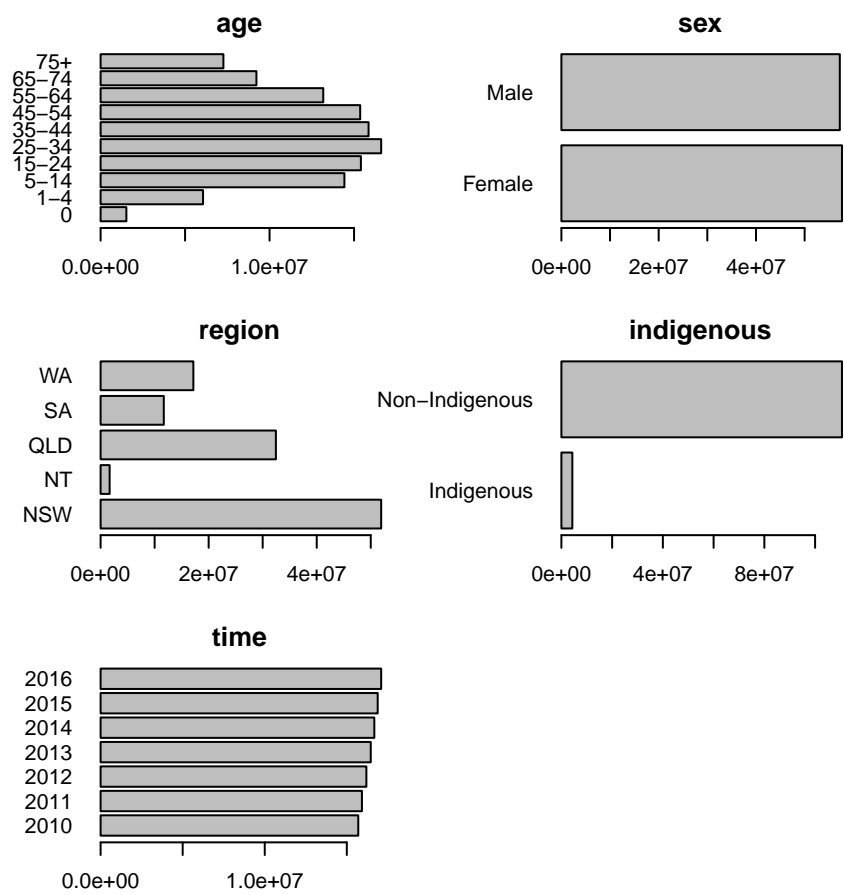 age
75+
65−74
55−64
45−54
35−44
25−34
15−24
5−14
1−4
0
0.0e+00 1.0e+07
sex
Male
Female
0e+00 2e+07 4e+07
region
WA
SA
QLD
NT
NSW
0e+00 2e+07 4e+07
indigenous
Non−Indigenous
Indigenous
0e+00 4e+07 8e+07
time
2016
2015
2014
2013
2012
2011
2010
0.0e+00 1.0e+07